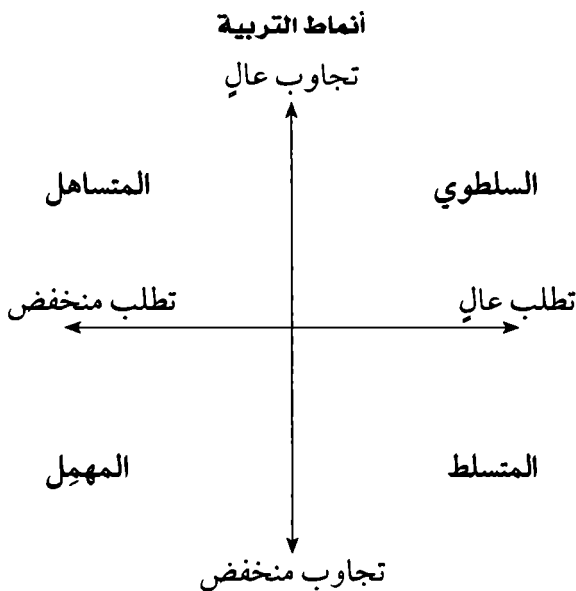 أنماط التربية
تجاوب عالٍ
السلطوي
المتساهل
تطلب عالٍ
تطلب منخفض
المتسلط
المهمِل
تجاوب منخفض